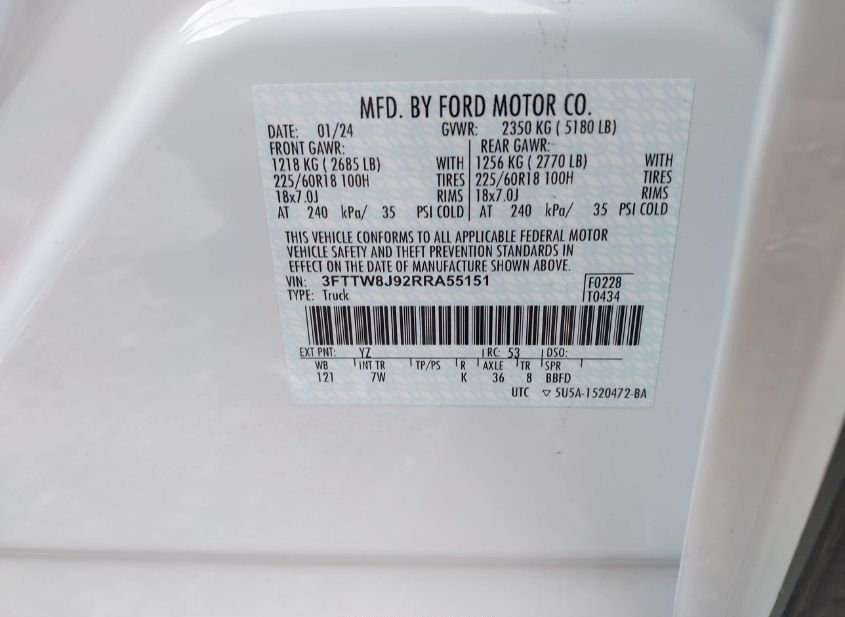 MFD. BY FORD MOTOR CO.
DATE: 01/24 GVWR: 2350 KG ( 5180 LB)
FRONT GAWR: REAR GAWR:
1218 KG ( 2685 LB) WITH 1256 KG ( 2770 LB) WITH
225/60R18 100H TIRES 225/60R18 100H TIRES
18x7.0J RIMS 18x7.0J RIMS
AT 240 kPa/ 35 PSI COLD AT 240 kPa/ 35 PSI COLD
THIS VEHICLE CONFORMS TO ALL APPLICABLE FEDERAL MOTOR
VEHICLE SAFETY AND THEFT PREVENTION STANDARDS IN
EFFECT ON THE DATE OF MANUFACTURE SHOWN ABOVE.
VIN: 3FTTW8J92RRA55151 F0228
TYPE: Truck T0434
EXT PNT: YZ RC: 53 DSO:
WB INT TR TP/PS R AXLE TR SPR
121 7W K 36 8 BBFD
UTC ▽ 5U5A-1520472-BA